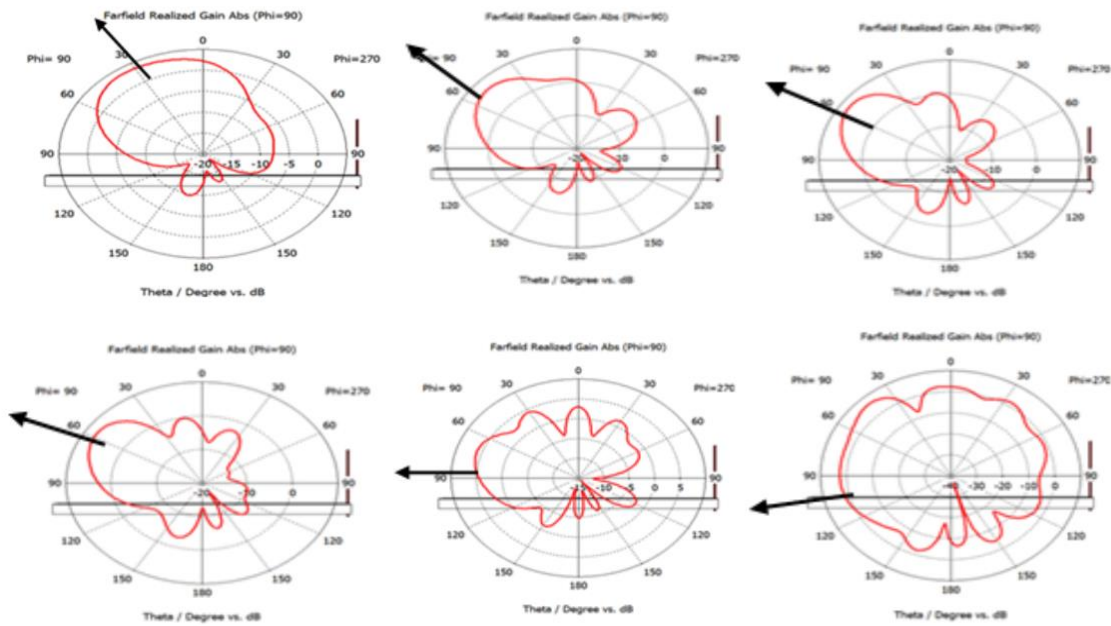 Farfield Realized Gain Abs (Phi=90)
0
30 30
Phi= 90 Phi=270
60 60
90 -20 -15 -5 0 90
120 120
150 150
180
Theta / Degree vs. dB
Farfield Realized Gain Abs (Phi=90)
0
30
Phi=270
60 60
90 -20 -10 0 90
120 120
150 150
180
Theta / Degree vs. dB
Farfield Realized Gain Abs (Phi=90)
0
30 30
Phi= 90 Phi=270
60 60
90 -20 -10 0 90
120 120
150 150
180
Theta / Degree vs. dB
Farfield Realized Gain Abs (Phi=90)
0
30 30
Phi= 90 Phi=270
60 60
90 -20 -10 0 90
120 120
150 150
180
Theta / Degree vs. dB
Farfield Realized Gain Abs (Phi=90)
0
30 30
Phi= 90 Phi=270
60 60
90 -15 -10 -5 0 5 90
120 120
150 150
180
Theta / Degree vs. dB
Farfield Realized Gain Abs (Phi=90)
0
30 30
Phi= 90 Phi=270
60 60
90 -40 -30 -20 -10 0 90
120 120
150 150
180
Theta / Degree vs. dB